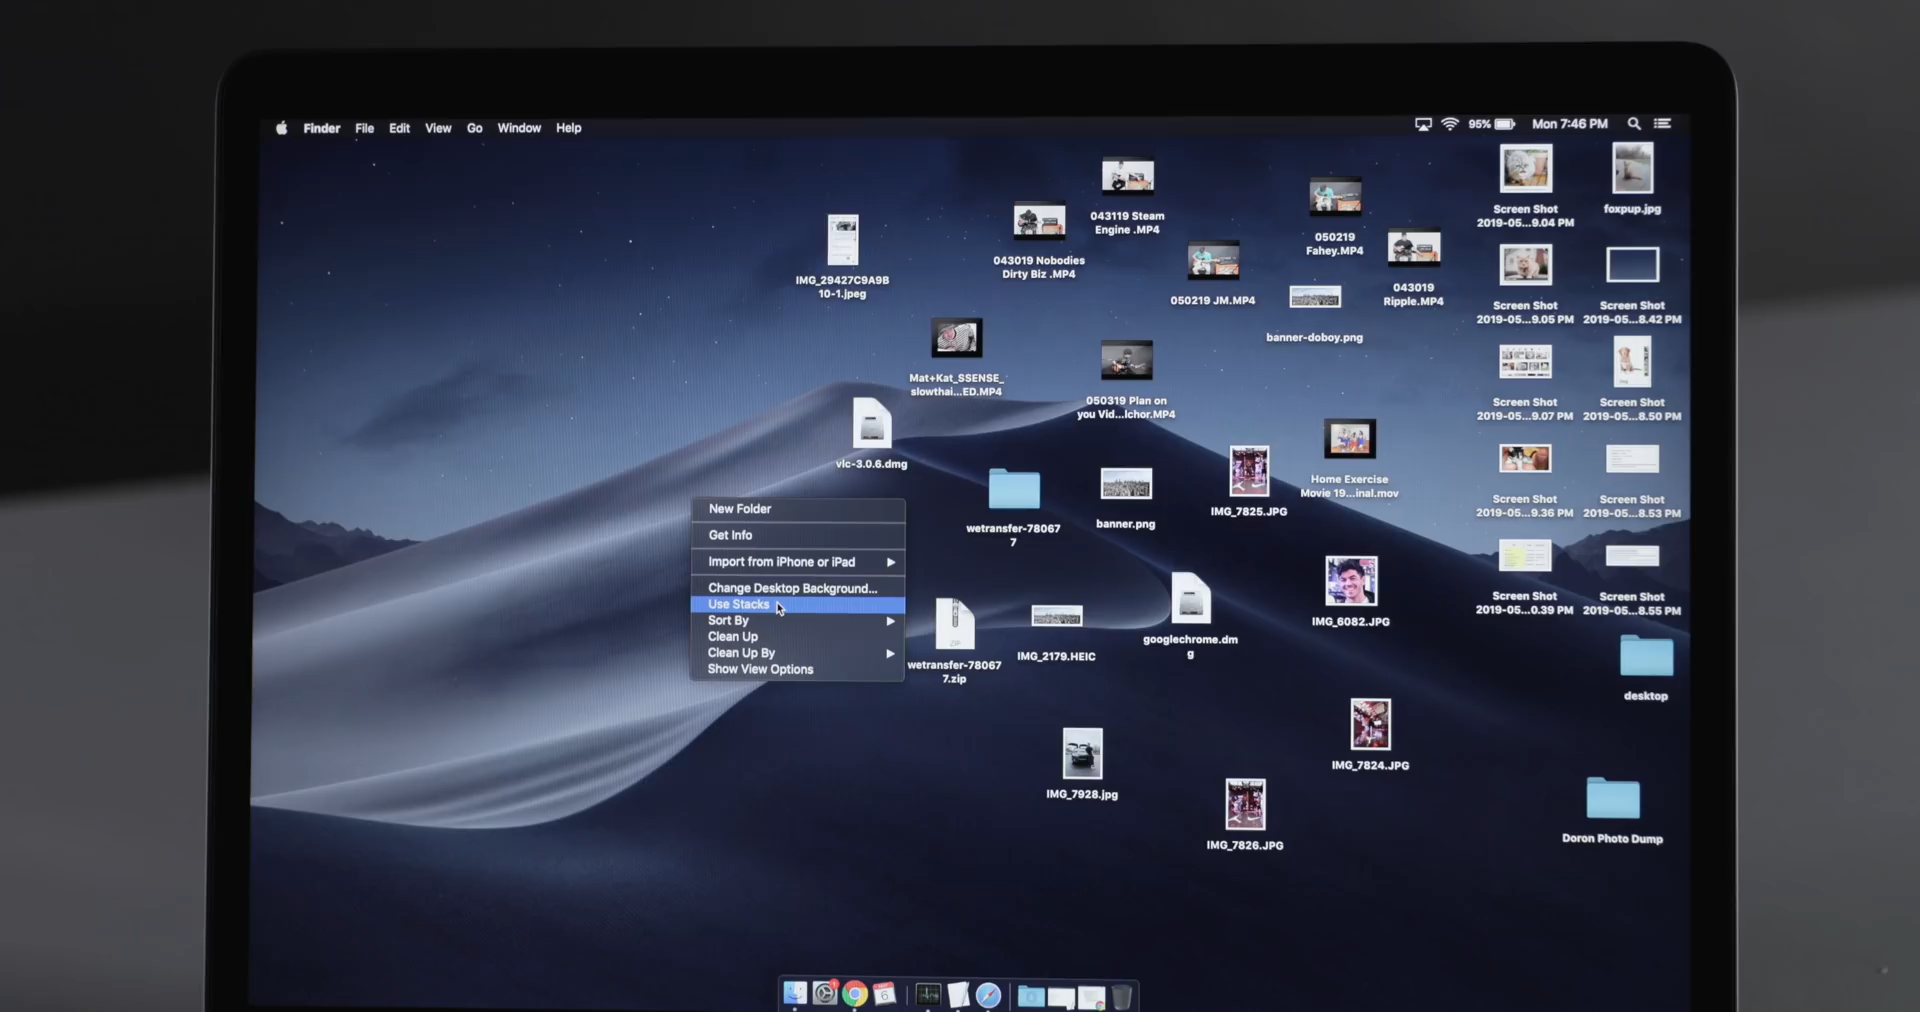 Finder File Edit View Go Window Help
95% Mon 7:46 PM
IMG_29427C9A9B
10-1.jpeg
043019 Nobodies
Dirty Biz .MP4
043119 Steam
Engine .MP4
050219 JM.MP4
050219
Fahey.MP4
banner-doboy.png
043019
Ripple.MP4
Screen Shot
2019-05...9.04 PM
foxpup.jpg
Screen Shot
2019-05...9.05 PM
Screen Shot
2019-05...8.42 PM
Mat+Kat_SSENSE_
slowthai...ED.MP4
050319 Plan on
you Vid...lchor.MP4
Screen Shot
2019-05...9.07 PM
Screen Shot
2019-05...8.50 PM
vlc-3.0.6.dmg
wetransfer-78067
7
banner.png
IMG_7825.JPG
Home Exercise
Movie 19...inal.mov
Screen Shot
2019-05...9.36 PM
Screen Shot
2019-05...8.53 PM
New Folder
Get Info
Import from iPhone or iPad
Change Desktop Background...
Use Stacks
Sort By
Clean Up
Clean Up By
Show View Options
ZIP
wetransfer-78067
7.zip
IMG_2179.HEIC
googlechrome.dm
g
IMG_6082.JPG
Screen Shot
2019-05...0.39 PM
Screen Shot
2019-05...8.55 PM
desktop
IMG_7928.jpg
IMG_7824.JPG
IMG_7826.JPG
Doron Photo Dump
1
6